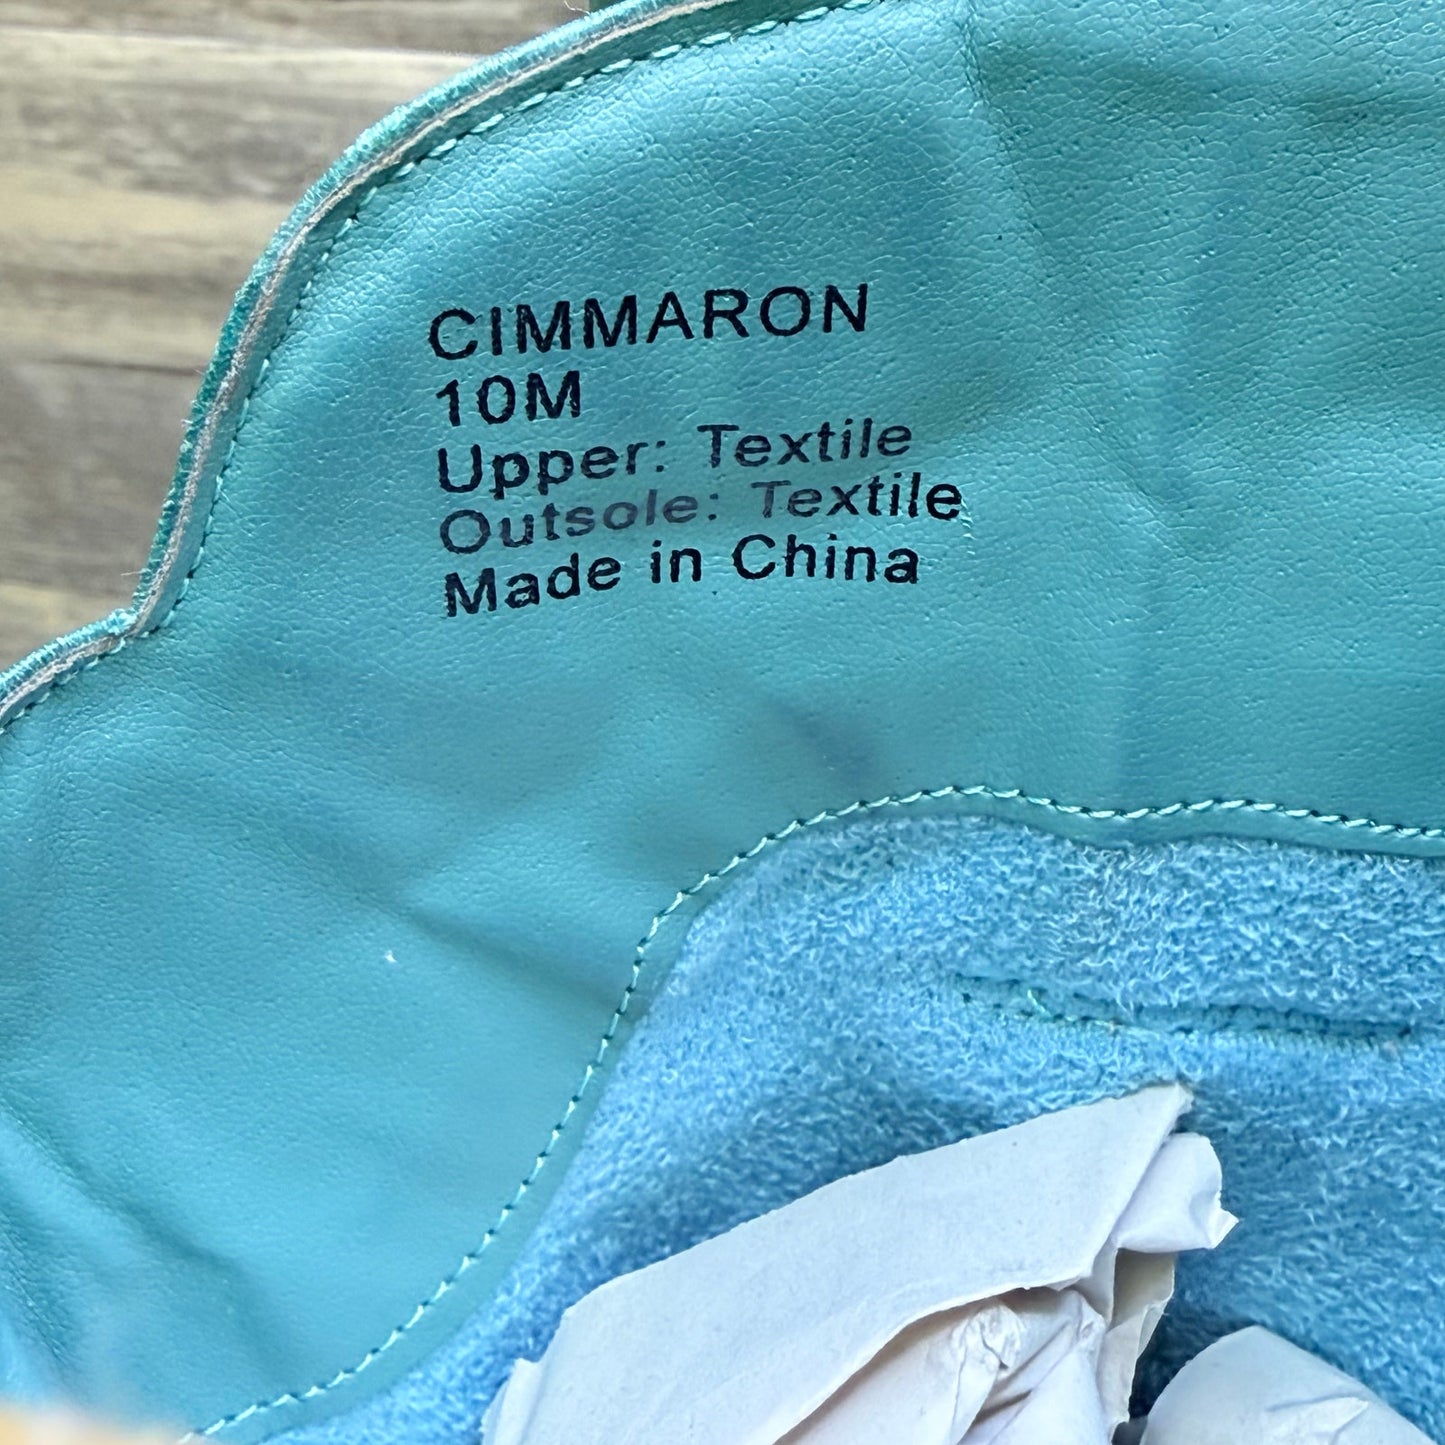 CIMMARON
10M
Upper: Textile
Outsole: Textile
Made in China